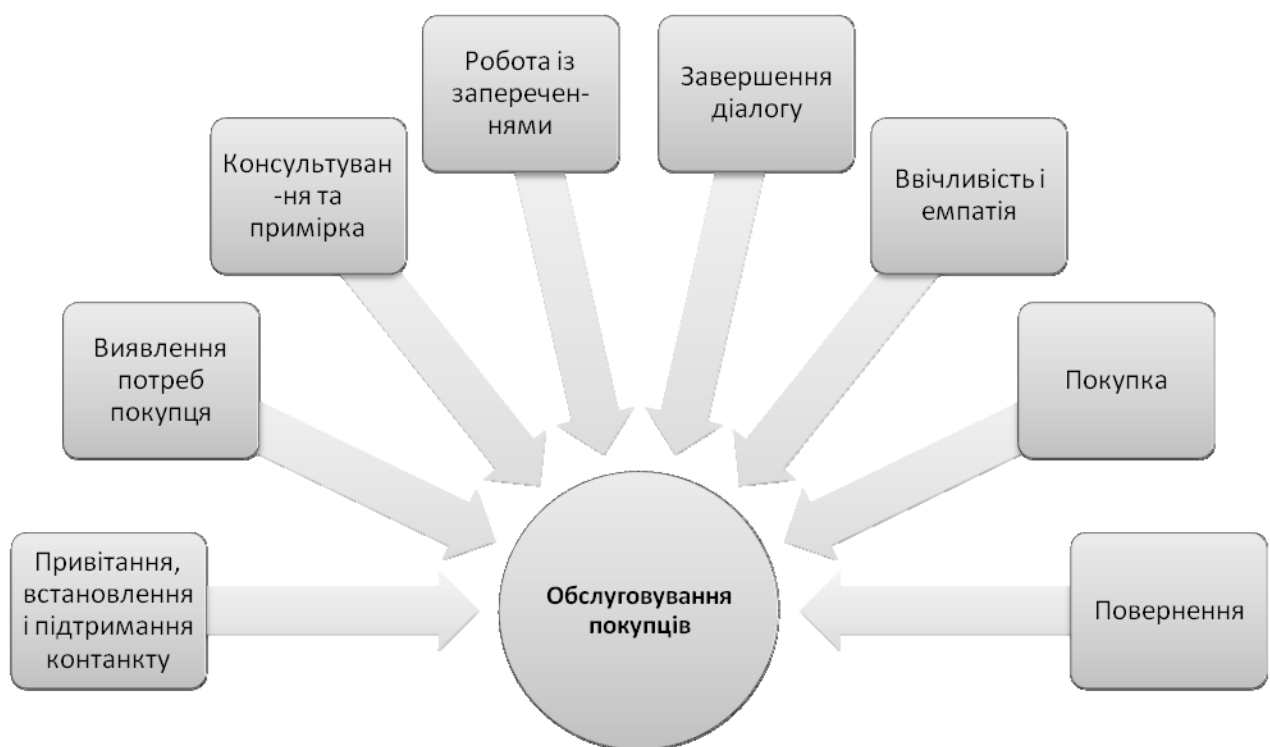 Привітання,
встановлення
і підтримання
контанкту
Виявлення
потреб
покупця
Консультуван
-ня та
примірка
Робота із
заперечен-
нями
Завершення
діалогу
Ввічливість і
емпатія
Покупка
Повернення
Обслуговування
покупців